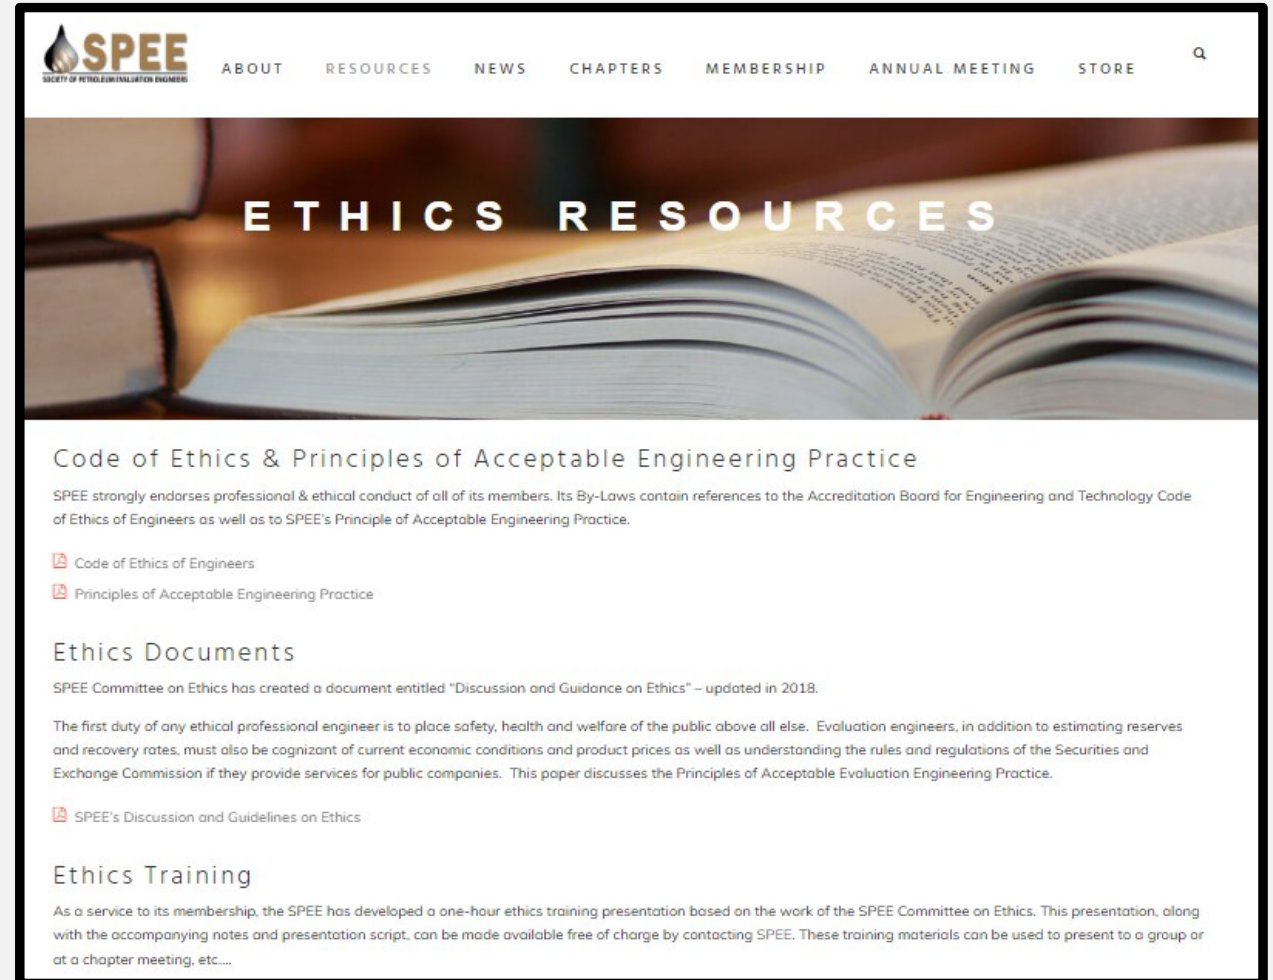 SPEE
SOCIETY OF PETROLEUM EVALUATION ENGINEERS
ABOUT RESOURCES NEWS CHAPTERS MEMBERSHIP ANNUAL MEETING STORE
ETHICS RESOURCES
Code of Ethics & Principles of Acceptable Engineering Practice
SPEE strongly endorses professional & ethical conduct of all of its members. Its By-Laws contain references to the Accreditation Board for Engineering and Technology Code
of Ethics of Engineers as well as to SPEE's Principle of Acceptable Engineering Practice.
Code of Ethics of Engineers
Principles of Acceptable Engineering Practice
Ethics Documents
SPEE Committee on Ethics has created a document entitled "Discussion and Guidance on Ethics" – updated in 2018.
The first duty of any ethical professional engineer is to place safety, health and welfare of the public above all else. Evaluation engineers, in addition to estimating reserves
and recovery rates, must also be cognizant of current economic conditions and product prices as well as understanding the rules and regulations of the Securities and
Exchange Commission if they provide services for public companies. This paper discusses the Principles of Acceptable Evaluation Engineering Practice.
SPEE's Discussion and Guidelines on Ethics
Ethics Training
As a service to its membership, the SPEE has developed a one-hour ethics training presentation based on the work of the SPEE Committee on Ethics. This presentation, along
with the accompanying notes and presentation script, can be made available free of charge by contacting SPEE. These training materials can be used to present to a group or
at a chapter meeting, etc....